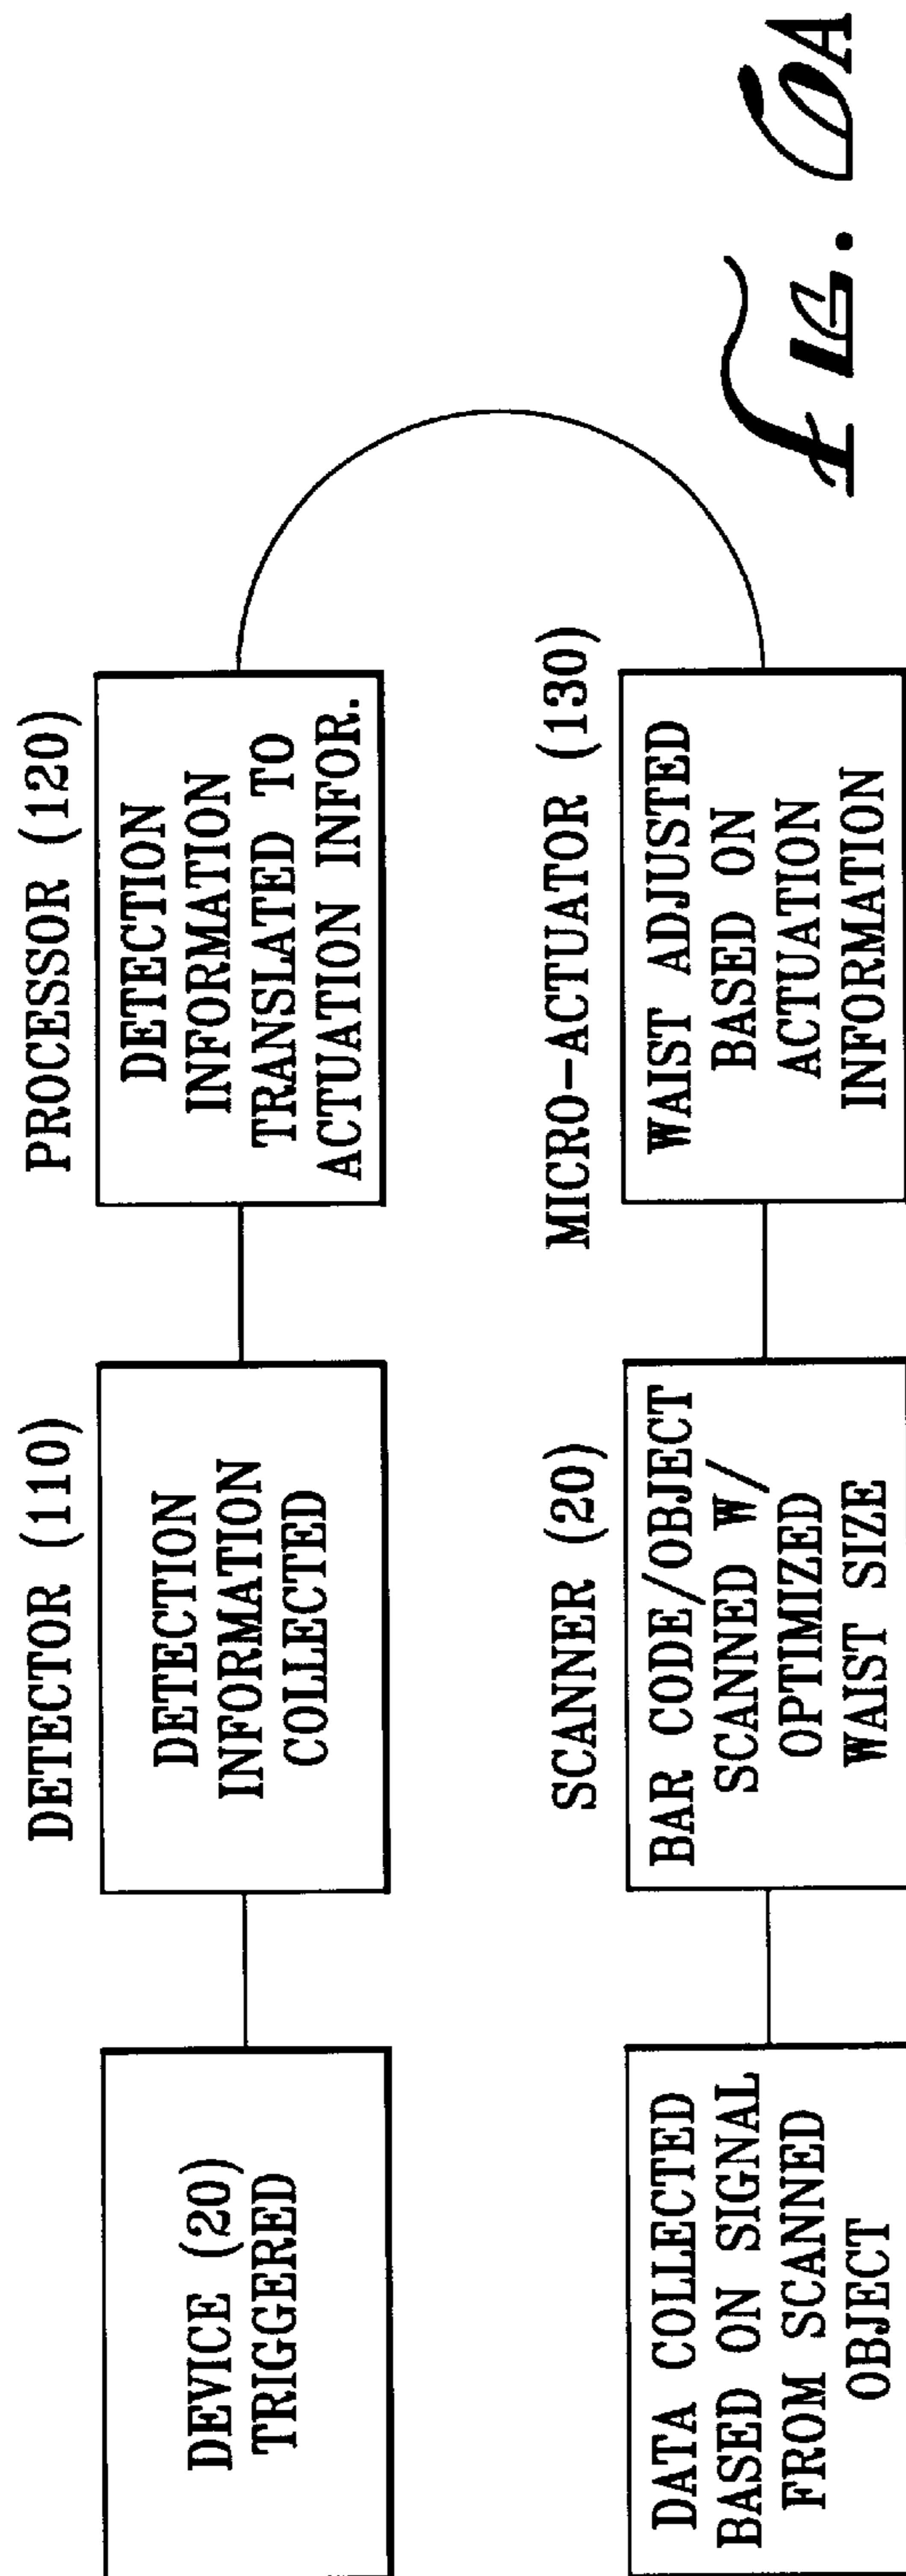 DEVICE (20)
TRIGGERED
DETECTOR (110)
DETECTION
INFORMATION
COLLECTED
PROCESSOR (120)
DETECTION
INFORMATION
TRANSLATED TO
ACTUATION INFOR.
MICRO-ACTUATOR (130)
WAIST ADJUSTED
BASED ON
ACTUATION
INFORMATION
SCANNER (20)
BAR CODE/OBJECT
SCANNED W/
OPTIMIZED
WAIST SIZE
DATA COLLECTED
BASED ON SIGNAL
FROM SCANNED
OBJECT
FIG. 6A